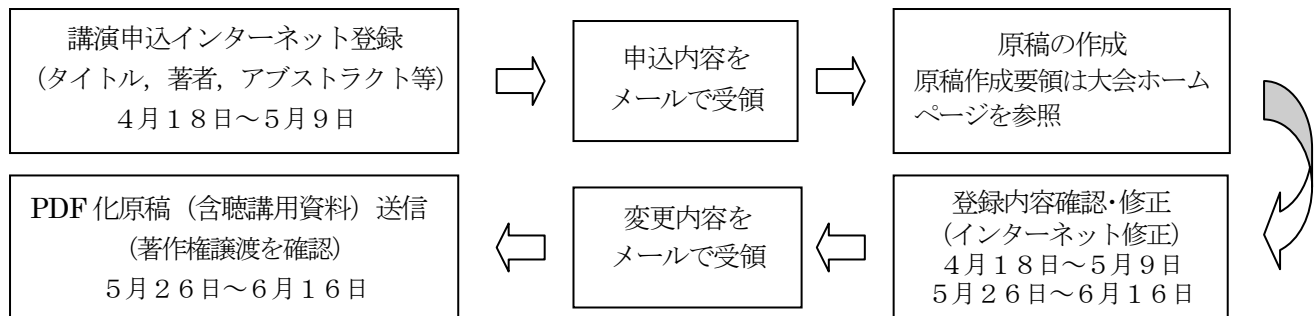 講演申込インターネット登録
（タイトル，著者，アブストラクト等）
４月１８日～５月９日
申込内容を
メールで受領
原稿の作成
原稿作成要領は大会ホーム
ページを参照
登録内容確認・修正
（インターネット修正）
４月１８日～５月９日
５月２６日～６月１６日
変更内容を
メールで受領
PDF 化原稿（含聴講用資料）送信
（著作権譲渡を確認）
５月２６日～６月１６日